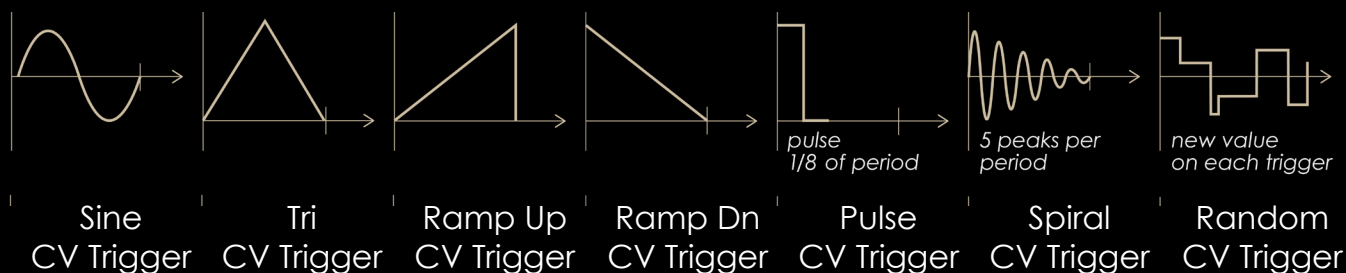 pulse
1/8 of period
5 peaks per
period
new value
on each trigger
Sine
CV Trigger
Tri
CV Trigger
Ramp Up
CV Trigger
Ramp Dn
CV Trigger
Pulse
CV Trigger
Spiral
CV Trigger
Random
CV Trigger